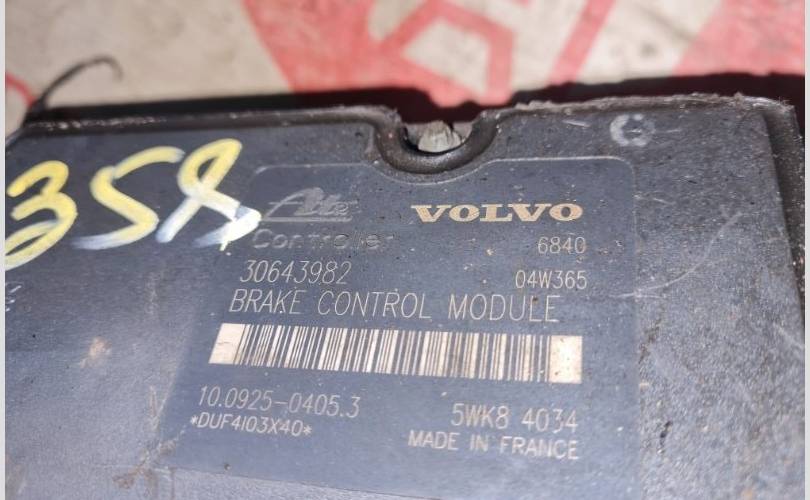 358
Ate VOLVO
Controller 6840
30643982 04W365
BRAKE CONTROL MODULE
10.0925-0405.3 5WK8 4034
*DUF4I03X40* MADE IN FRANCE